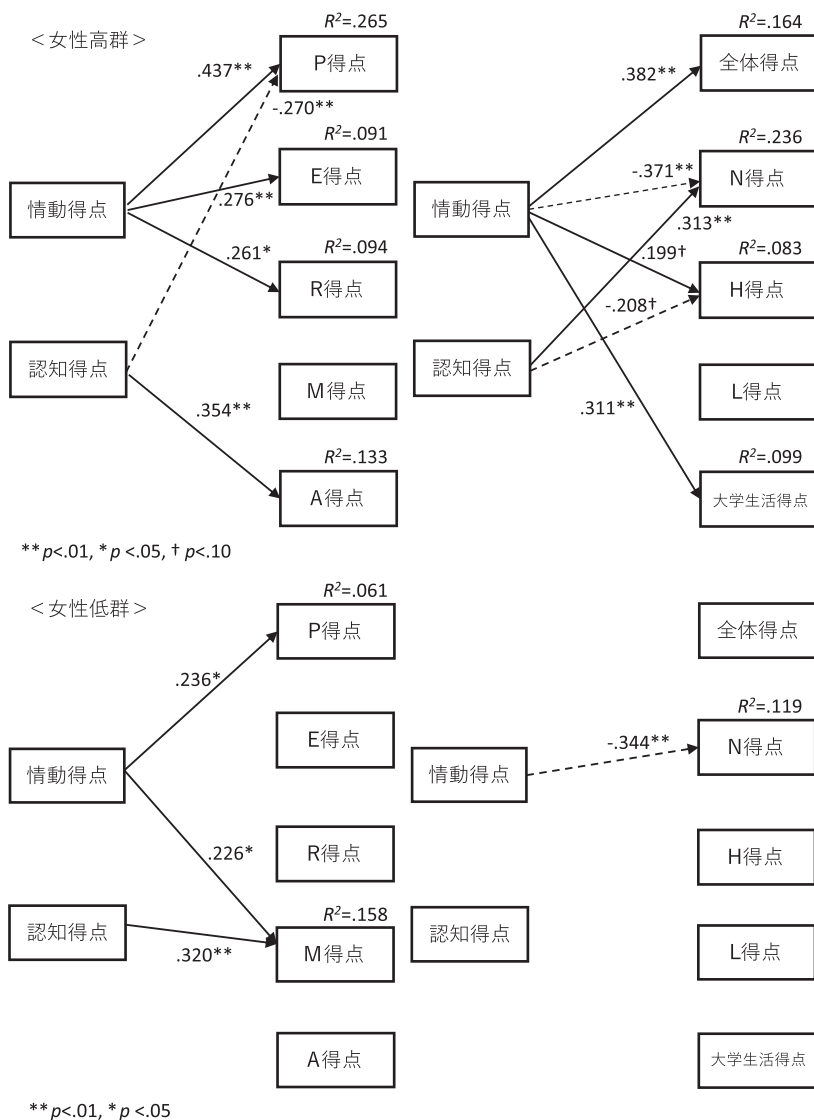 ＜女性高群＞
R²=.265
P得点
.437**
-.270**
R²=.091
E得点
.276**
情動得点
R²=.094
.261*
R得点
認知得点
M得点
.354**
R²=.133
A得点
R²=.164
全体得点
.382**
R²=.236
-.371**
N得点
情動得点
.313**
.199†
R²=.083
H得点
-.208†
認知得点
L得点
.311**
R²=.099
大学生活得点
**p<.01, *p <.05, † p<.10
＜女性低群＞
R²=.061
P得点
.236*
E得点
情動得点
.226*
R得点
認知得点
R²=.158
.320**
M得点
A得点
全体得点
R²=.119
-.344**
N得点
情動得点
H得点
認知得点
L得点
大学生活得点
**p<.01, *p <.05